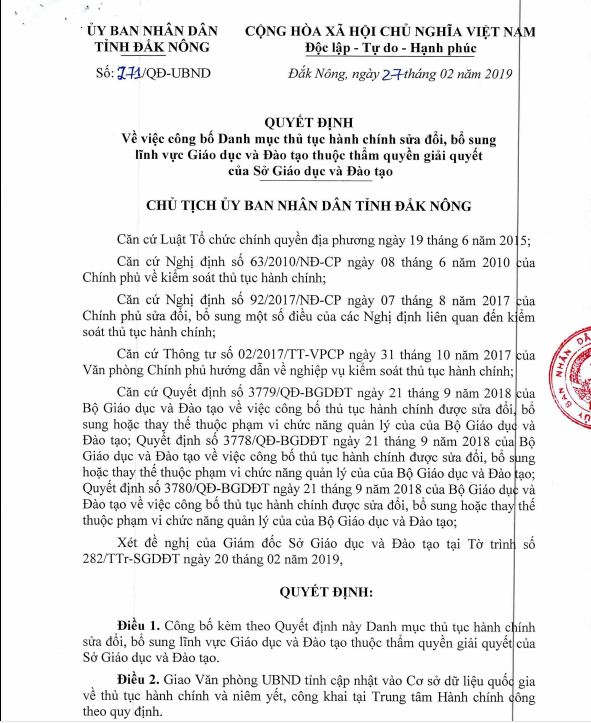 ỦY BAN NHÂN DÂN
TỈNH ĐẮK NÔNG
CỘNG HÒA XÃ HỘI CHỦ NGHĨA VIỆT NAM
Độc lập - Tự do - Hạnh phúc
Số: 271/QĐ-UBND
Đắk Nông, ngày 27 tháng 02 năm 2019
QUYẾT ĐỊNH
Về việc công bố Danh mục thủ tục hành chính sửa đổi, bổ sung
lĩnh vực Giáo dục và Đào tạo thuộc thẩm quyền giải quyết
của Sở Giáo dục và Đào tạo
CHỦ TỊCH ỦY BAN NHÂN DÂN TỈNH ĐẮK NÔNG
Căn cứ Luật Tổ chức chính quyền địa phương ngày 19 tháng 6 năm 2015;
Căn cứ Nghị định số 63/2010/NĐ-CP ngày 08 tháng 6 năm 2010 của
Chính phủ về kiểm soát thủ tục hành chính;
Căn cứ Nghị định số 92/2017/NĐ-CP ngày 07 tháng 8 năm 2017 của
Chính phủ sửa đổi, bổ sung một số điều của các Nghị định liên quan đến kiểm
soát thủ tục hành chính;
Căn cứ Thông tư số 02/2017/TT-VPCP ngày 31 tháng 10 năm 2017 của
Văn phòng Chính phủ hướng dẫn về nghiệp vụ kiểm soát thủ tục hành chính;
Căn cứ Quyết định số 3779/QĐ-BGDĐT ngày 21 tháng 9 năm 2018 của
Bộ Giáo dục và Đào tạo về việc công bố thủ tục hành chính được sửa đổi, bổ
sung hoặc thay thế thuộc phạm vi chức năng quản lý của của Bộ Giáo dục và
Đào tạo; Quyết định số 3778/QĐ-BGDĐT ngày 21 tháng 9 năm 2018 của Bộ
Giáo dục và Đào tạo về việc công bố thủ tục hành chính được sửa đổi, bổ sung
hoặc thay thế thuộc phạm vi chức năng quản lý của của Bộ Giáo dục và Đào tạo;
Quyết định số 3780/QĐ-BGDĐT ngày 21 tháng 9 năm 2018 của Bộ Giáo dục và
Đào tạo về việc công bố thủ tục hành chính được sửa đổi, bổ sung hoặc thay thế
thuộc phạm vi chức năng quản lý của của Bộ Giáo dục và Đào tạo;
Xét đề nghị của Giám đốc Sở Giáo dục và Đào tạo tại Tờ trình số
282/TTr-SGDĐT ngày 20 tháng 02 năm 2019,
QUYẾT ĐỊNH:
Điều 1. Công bố kèm theo Quyết định này Danh mục thủ tục hành chính
sửa đổi, bổ sung lĩnh vực Giáo dục và Đào tạo thuộc thẩm quyền giải quyết của
Sở Giáo dục và Đào tạo.
Điều 2. Giao Văn phòng UBND tỉnh cập nhật vào Cơ sở dữ liệu quốc gia
về thủ tục hành chính và niêm yết, công khai tại Trung tâm Hành chính công
theo quy định.
ỦY BAN NHÂN DÂ